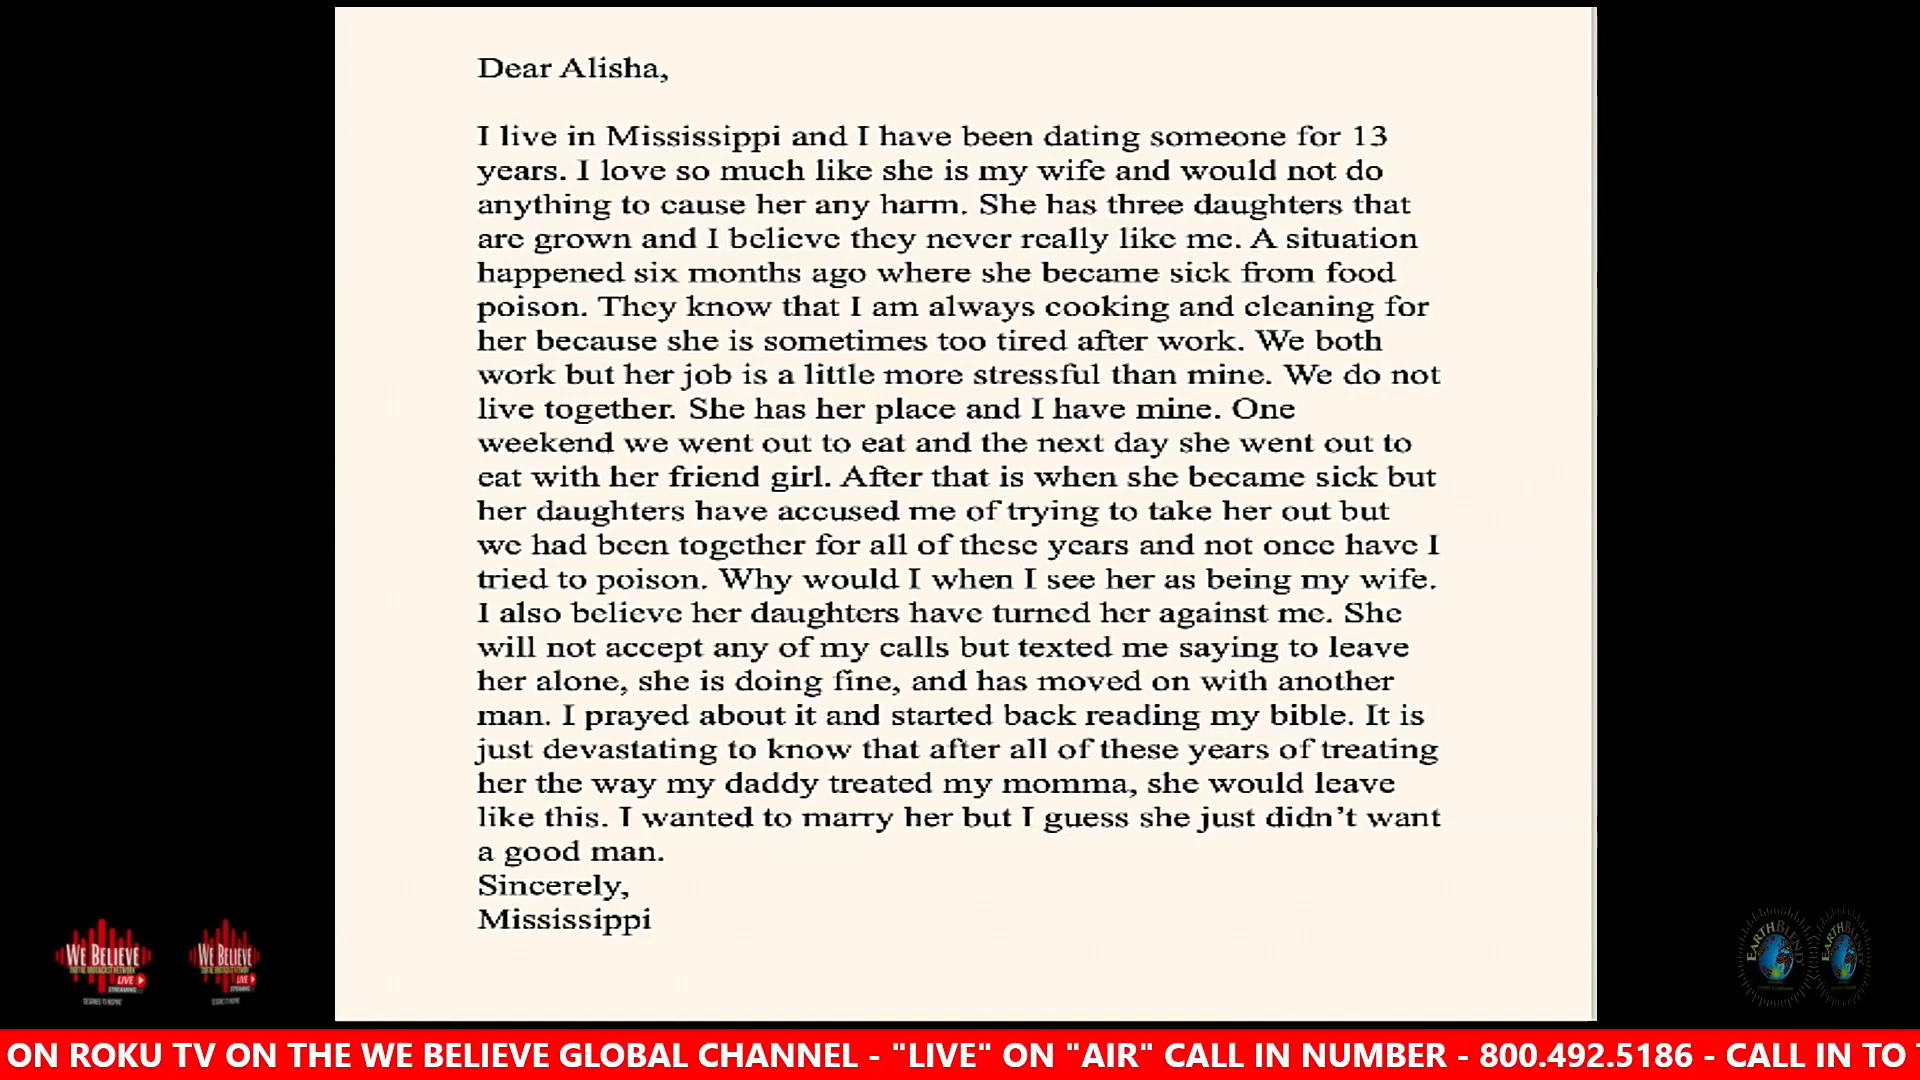 Dear Alisha,
I live in Mississippi and I have been dating someone for 13
years. I love so much like she is my wife and would not do
anything to cause her any harm. She has three daughters that
are grown and I believe they never really like me. A situation
happened six months ago where she became sick from food
poison. They know that I am always cooking and cleaning for
her because she is sometimes too tired after work. We both
work but her job is a little more stressful than mine. We do not
live together. She has her place and I have mine. One
weekend we went out to eat and the next day she went out to
eat with her friend girl. After that is when she became sick but
her daughters have accused me of trying to take her out but
we had been together for all of these years and not once have I
tried to poison. Why would I when I see her as being my wife.
I also believe her daughters have turned her against me. She
will not accept any of my calls but texted me saying to leave
her alone, she is doing fine, and has moved on with another
man. I prayed about it and started back reading my bible. It is
just devastating to know that after all of these years of treating
her the way my daddy treated my momma, she would leave
like this. I wanted to marry her but I guess she just didn't want
a good man.
Sincerely,
Mississippi
WE BELIEVE
DIGITAL BROADCAST NETWORK
LIVE
STREAMING
WE BELIEVE
DIGITAL BROADCAST NETWORK
LIVE
STREAMING
EARTHBLEND
EARTHBLEND
ON ROKU TV ON THE WE BELIEVE GLOBAL CHANNEL - "LIVE" ON "AIR" CALL IN NUMBER - 800.492.5186 - CALL IN TO